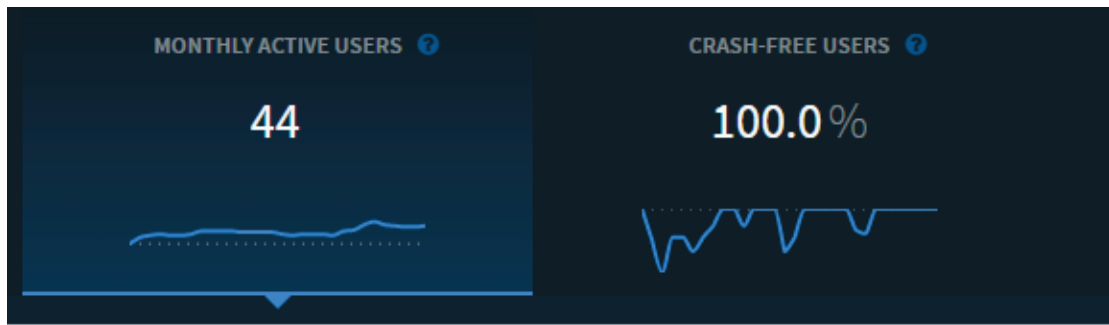 MONTHLY ACTIVE USERS ?
CRASH-FREE USERS ?
44
100.0 %